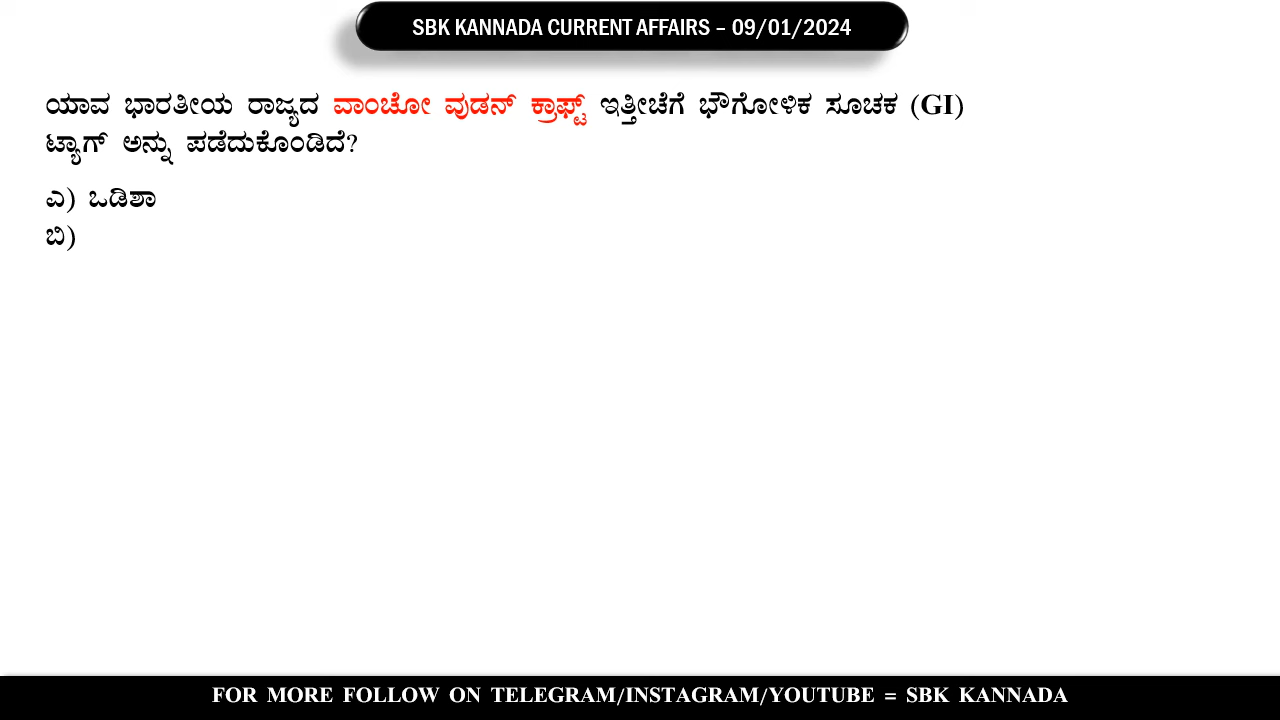 SBK KANNADA CURRENT AFFAIRS – 09/01/2024
ಯಾವ ಭಾರತೀಯ ರಾಜ್ಯದ ವಾಂಚೋ ವುಡನ್ ಕ್ರಾಫ್ಟ್ ಇತ್ತೀಚೆಗೆ ಭೌಗೋಳಿಕ ಸೂಚಕ (GI)
ಟ್ಯಾಗ್ ಅನ್ನು ಪಡೆದುಕೊಂಡಿದೆ?
ಎ) ಒಡಿಶಾ
ಬಿ)
FOR MORE FOLLOW ON TELEGRAM/INSTAGRAM/YOUTUBE = SBK KANNADA